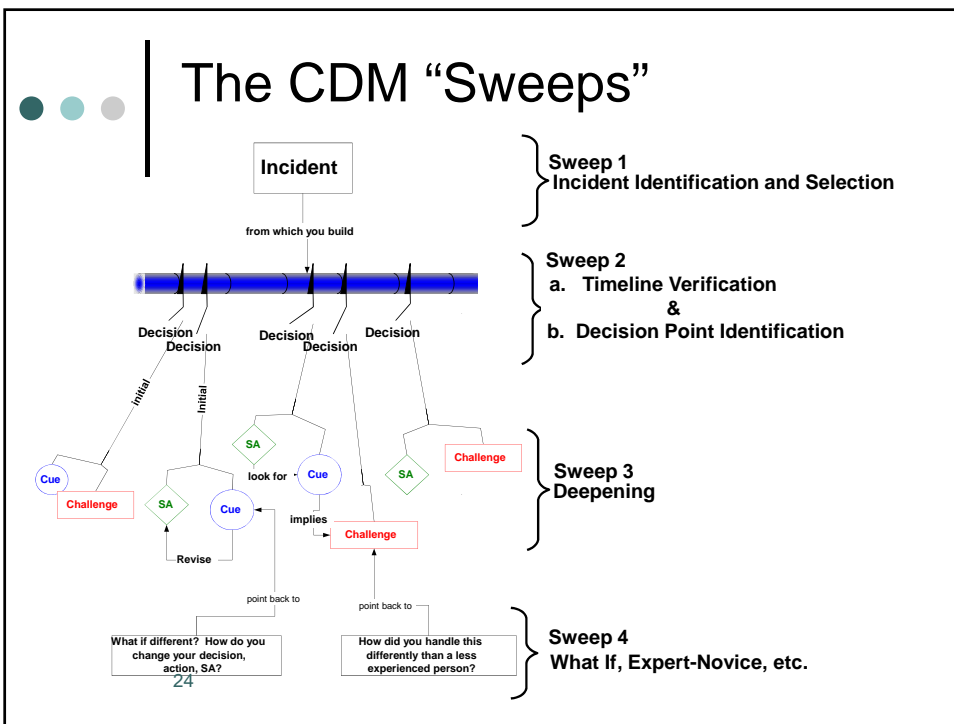 The CDM “Sweeps”
Incident
Sweep 1
Incident Identification and Selection
from which you build
Sweep 2
a. Timeline Verification
&
b. Decision Point Identification
Decision
Decision
Decision
Decision
Decision
initial
Initial
Cue
Challenge
SA
Cue
Revise
SA
look for
Cue
implies
Challenge
SA
Challenge
Sweep 3
Deepening
point back to
point back to
What if different? How do you
change your decision,
action, SA?
How did you handle this
differently than a less
experienced person?
Sweep 4
What If, Expert-Novice, etc.
24